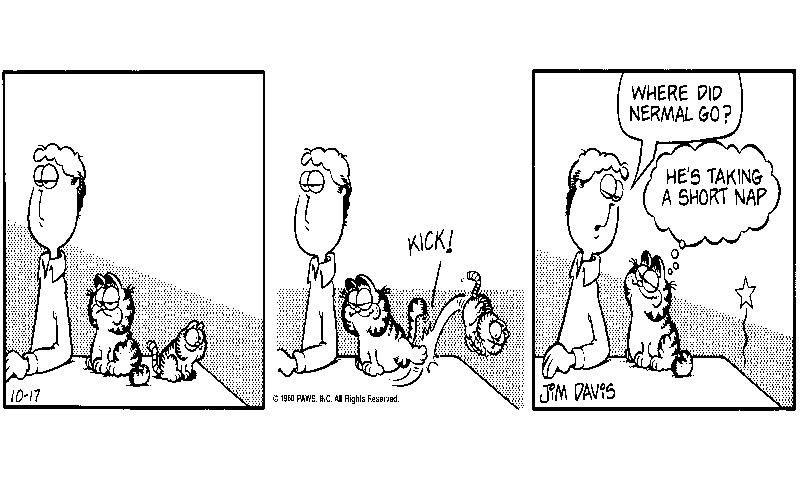 10-17
KICK!
© 1980 PAWS, INC. All Rights Reserved.
WHERE DID
NERMAL GO?
HE'S TAKING
A SHORT NAP
JIM DAVIS